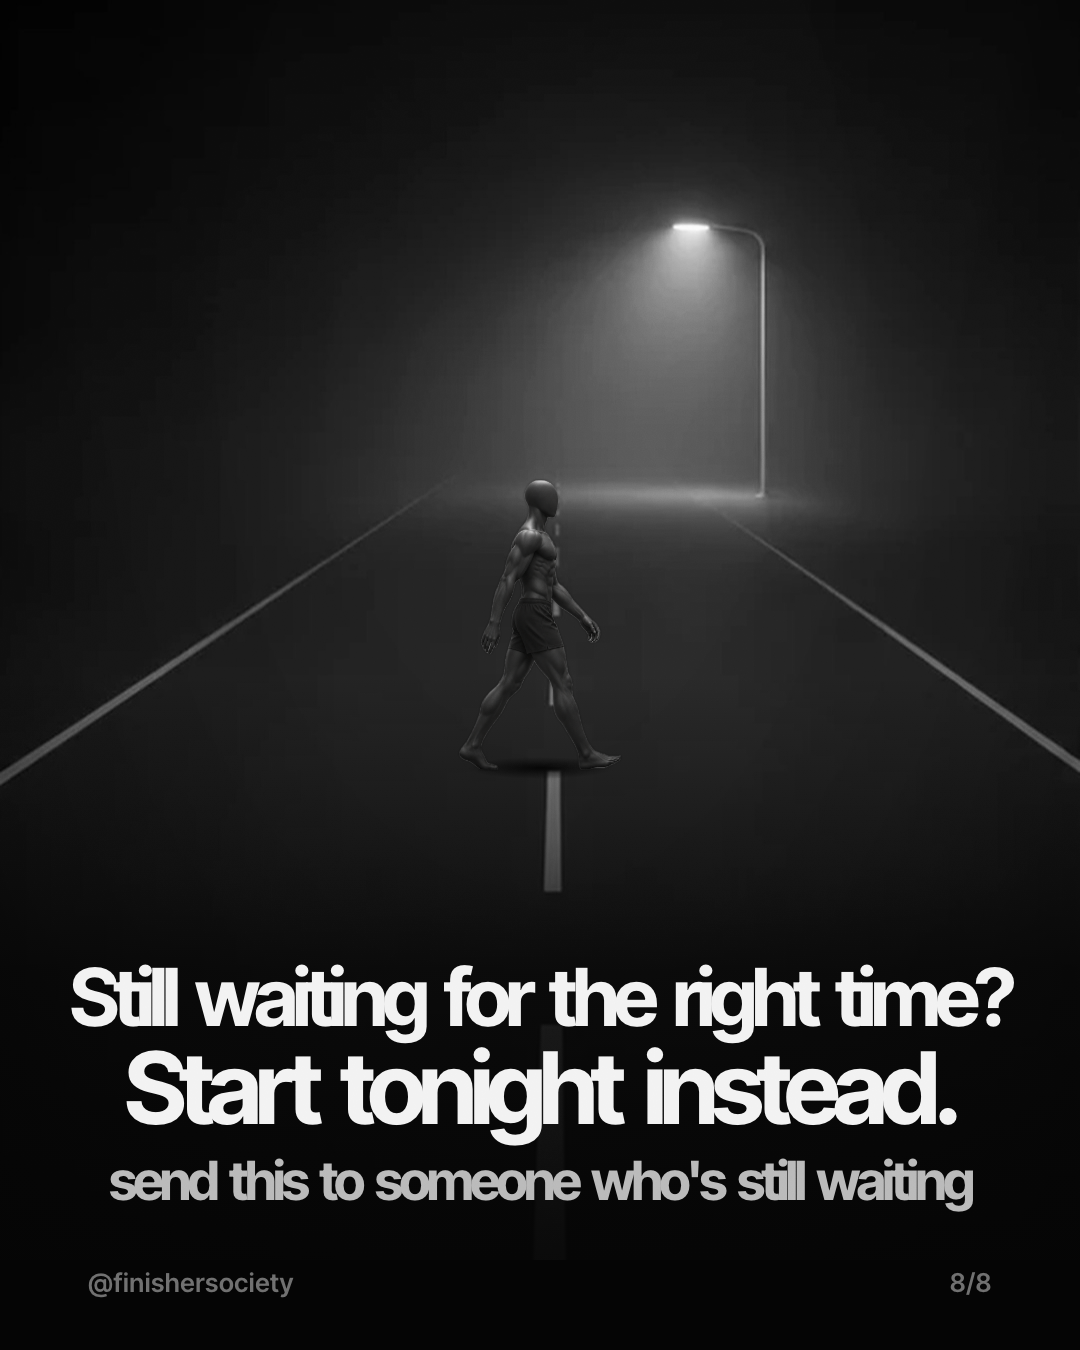 Still waiting for the right time?
Start tonight instead.
send this to someone who's still waiting
@finishersociety
8/8